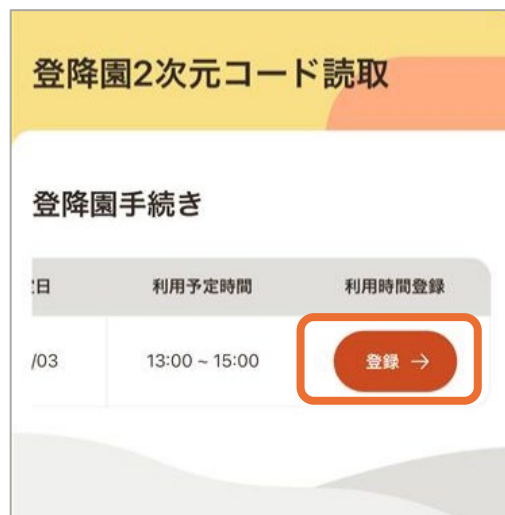 登降園2次元コード読取
登降園手続き
日 利用予定時間 利用時間登録
/03 13:00 ~ 15:00 登録 →